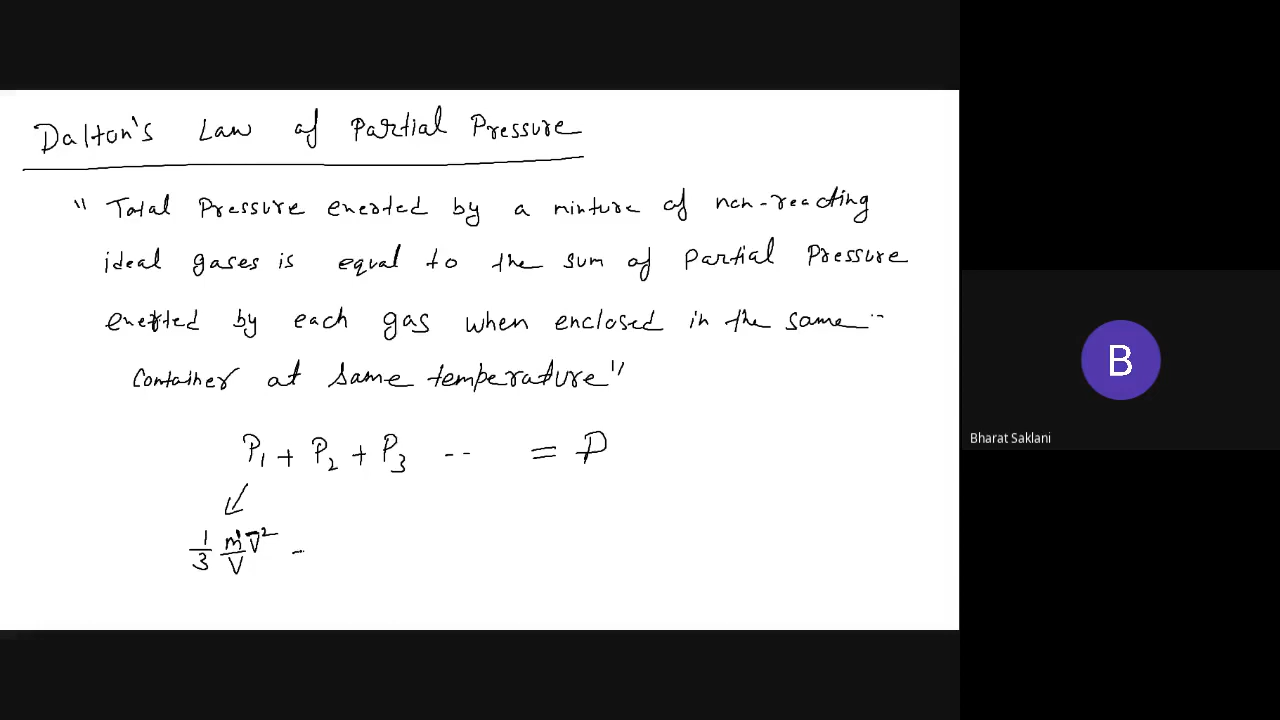 Dalton's Law of Partial Pressure
" Total Pressure exerted by a mixture of non-reacting
ideal gases is equal to the sum of Partial Pressure
exerted by each gas when enclosed in the same
Container at same temperature"
P₁ + P₂ + P₃ -- = P
1/3 m/V v̅² -
B
Bharat Saklani